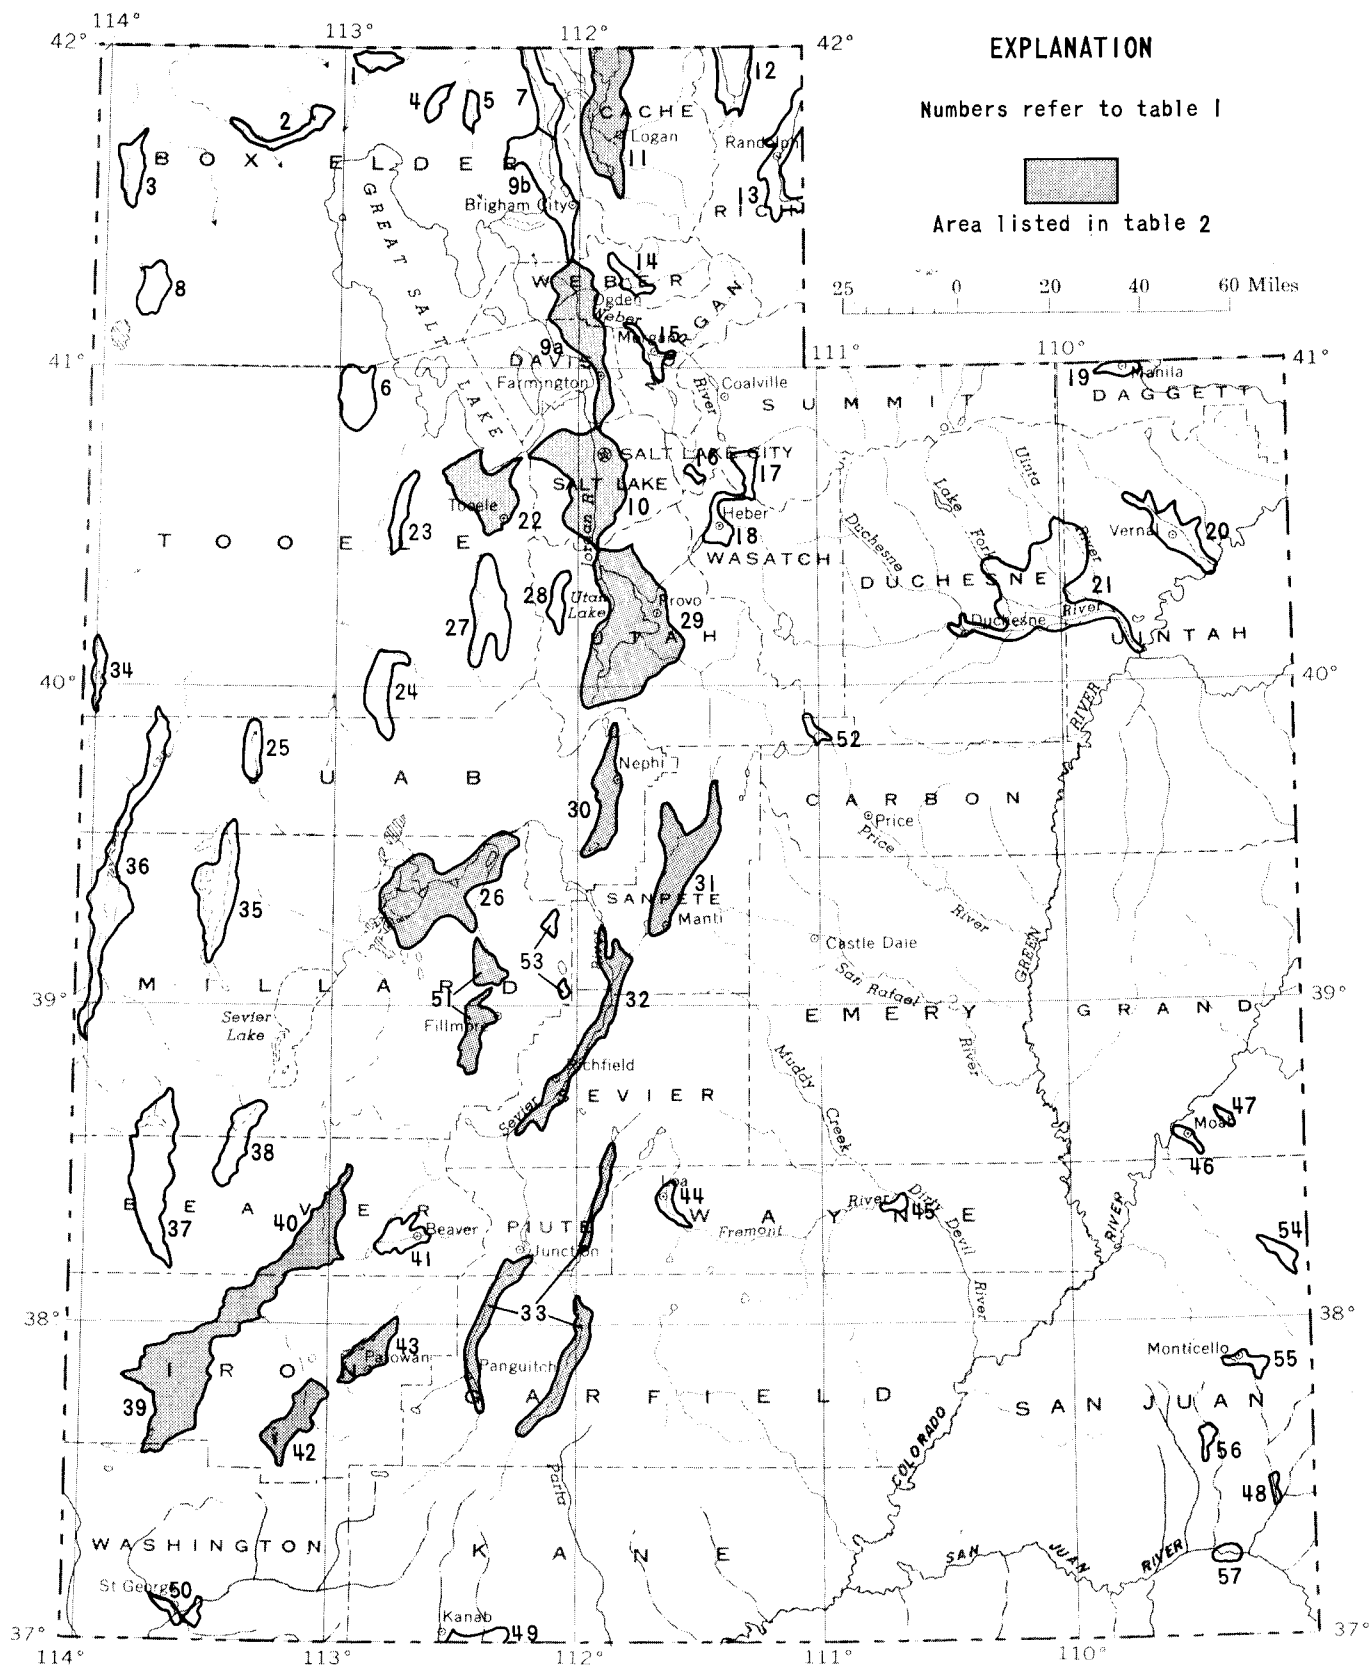 114°
113°
112°
42°
42°
EXPLANATION
Numbers refer to table 1
Area listed in table 2
25 0 20 40 60 Miles
2
3
4
5
7
CACHE
Logan
11
12
Randolph
13
RICH
BOX ELDER
9b
Brigham City
GREAT SALT LAKE
8
14
WEBER
Ogden
Weber
MORGAN
15
Morgan
9a
DAVIS
Farmington
41°
6
River
Coalville
111°
110°
41°
19
Manila
DAGGETT
SUMMIT
SALT LAKE CITY
SALT LAKE
16
17
10
Jordan R
Tooele
22
23
Heber
18
WASATCH
TOOELE
Uinta
River
Lake
Fork
Duchesne
River
Vernal
20
DUCHESNE
21
Duchesne
UINTAH
27
28
Utah
Lake
Provo
29
UTAH
34
40°
40°
24
25
52
GREEN
RIVER
Nephi
JUAB
30
CARBON
Price
Price
River
36
35
26
31
SANPETE
Manti
53
Castle Dale
San Rafael
River
39°
39°
MILLARD
51
32
Fillmore
Sevier
Lake
EMERY
GRAND
Richfield
SEVIER
Sevier
Muddy
Creek
47
Moab
46
38
37
BEAVER
40
Beaver
41
PIUTE
Junction
Loa
44
WAYNE
Fremont
River
45
Dirty Devil
River
54
RIVER
38°
38°
33
43
Parowan
IRON
39
42
Panguitch
GARFIELD
Monticello
55
SAN JUAN
56
48
COLORADO
Paria
WASHINGTON
KANE
SAN JUAN RIVER
57
St George
50
Kanab
49
37°
37°
114°
113°
112°
111°
110°